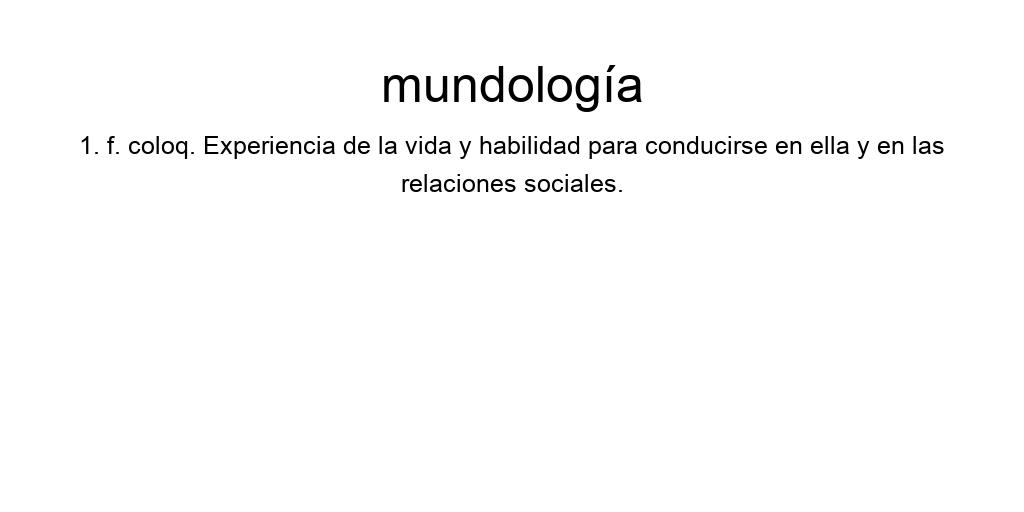 mundología
1. f. coloq. Experiencia de la vida y habilidad para conducirse en ella y en las
relaciones sociales.